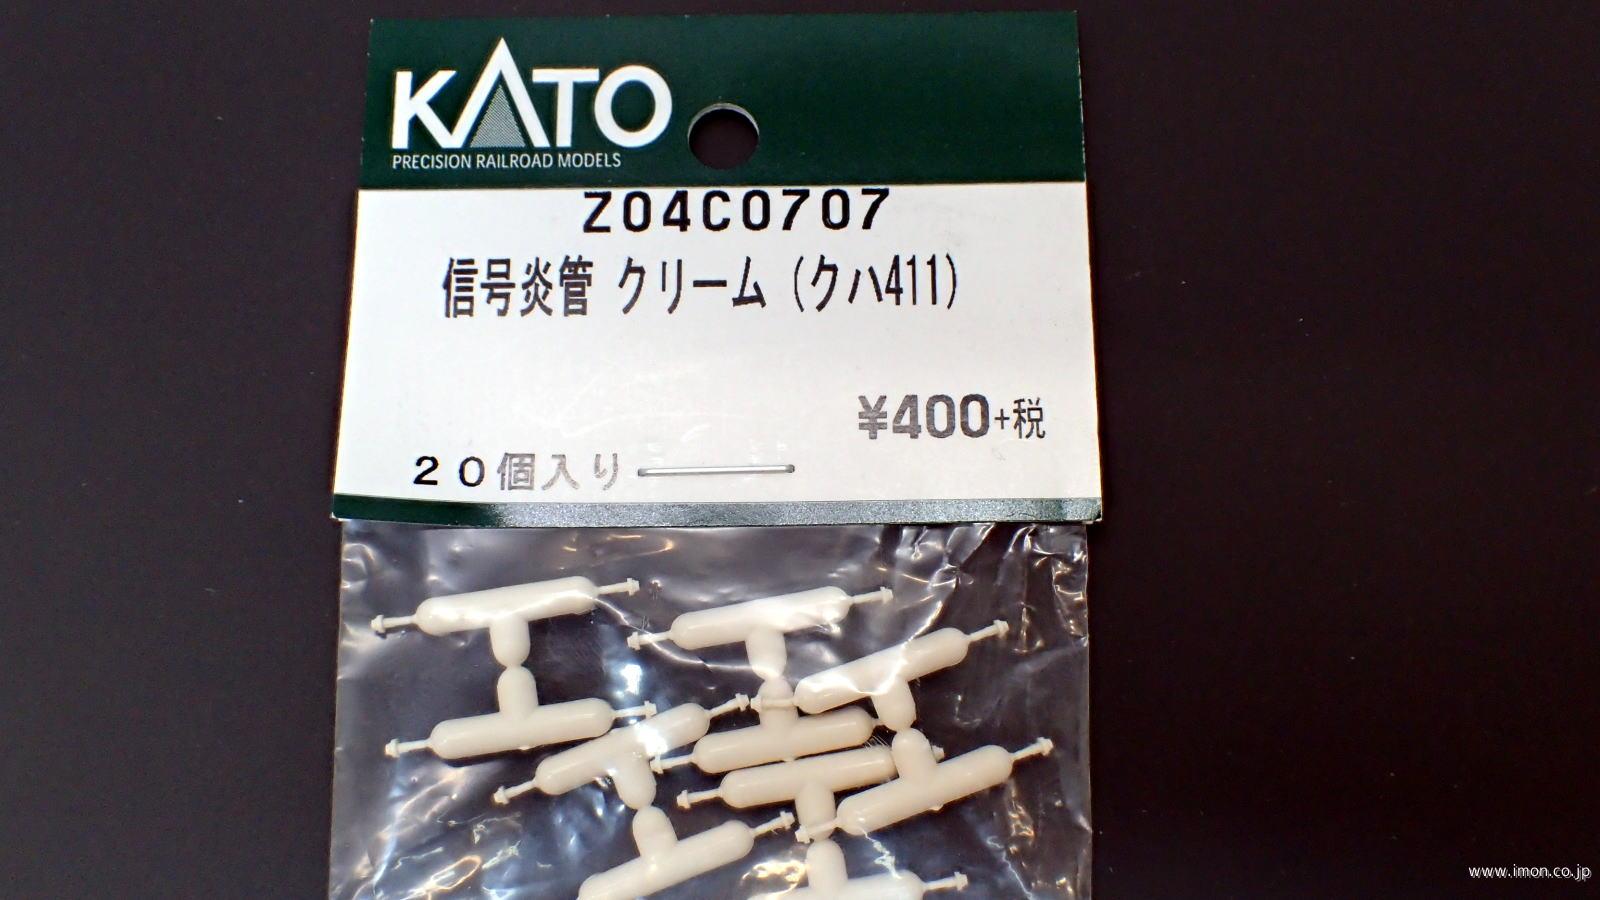 KATO
PRECISION RAILROAD MODELS
Z04C0707
信号炎管 クリーム (クハ411)
¥400+税
20個入り
www.imon.co.jp